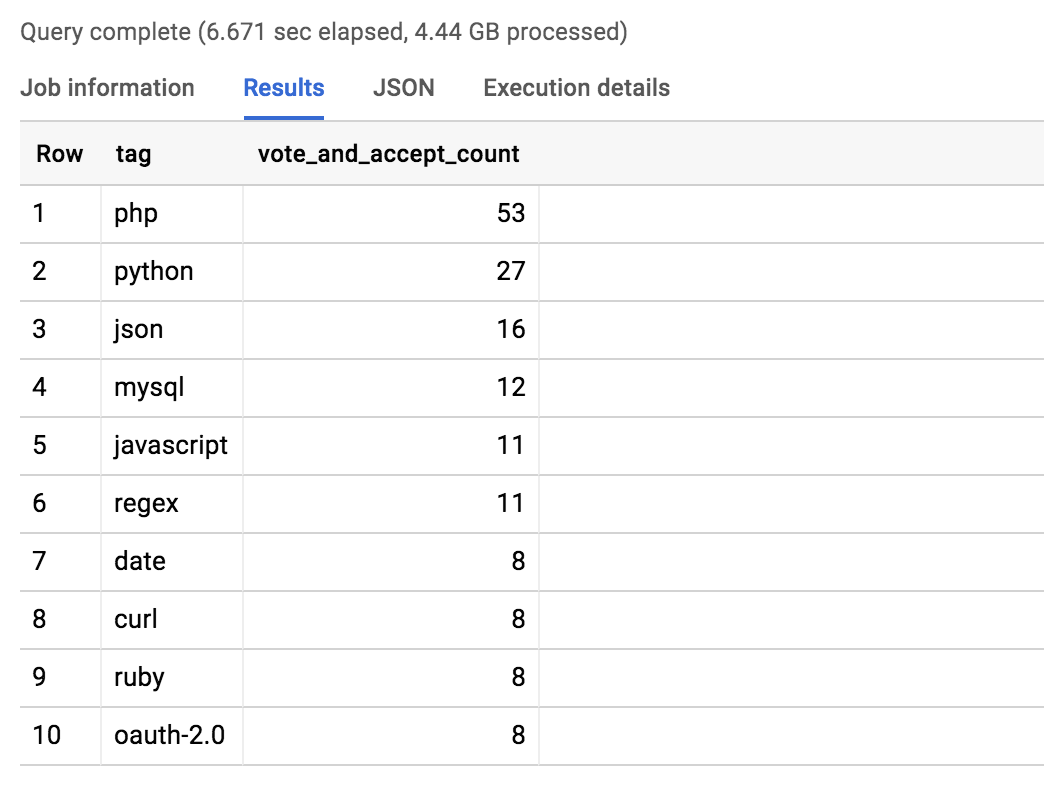 Query complete (6.671 sec elapsed, 4.44 GB processed)
Job information Results JSON Execution details
Row tag vote_and_accept_count
1 php 53
2 python 27
3 json 16
4 mysql 12
5 javascript 11
6 regex 11
7 date 8
8 curl 8
9 ruby 8
10 oauth-2.0 8